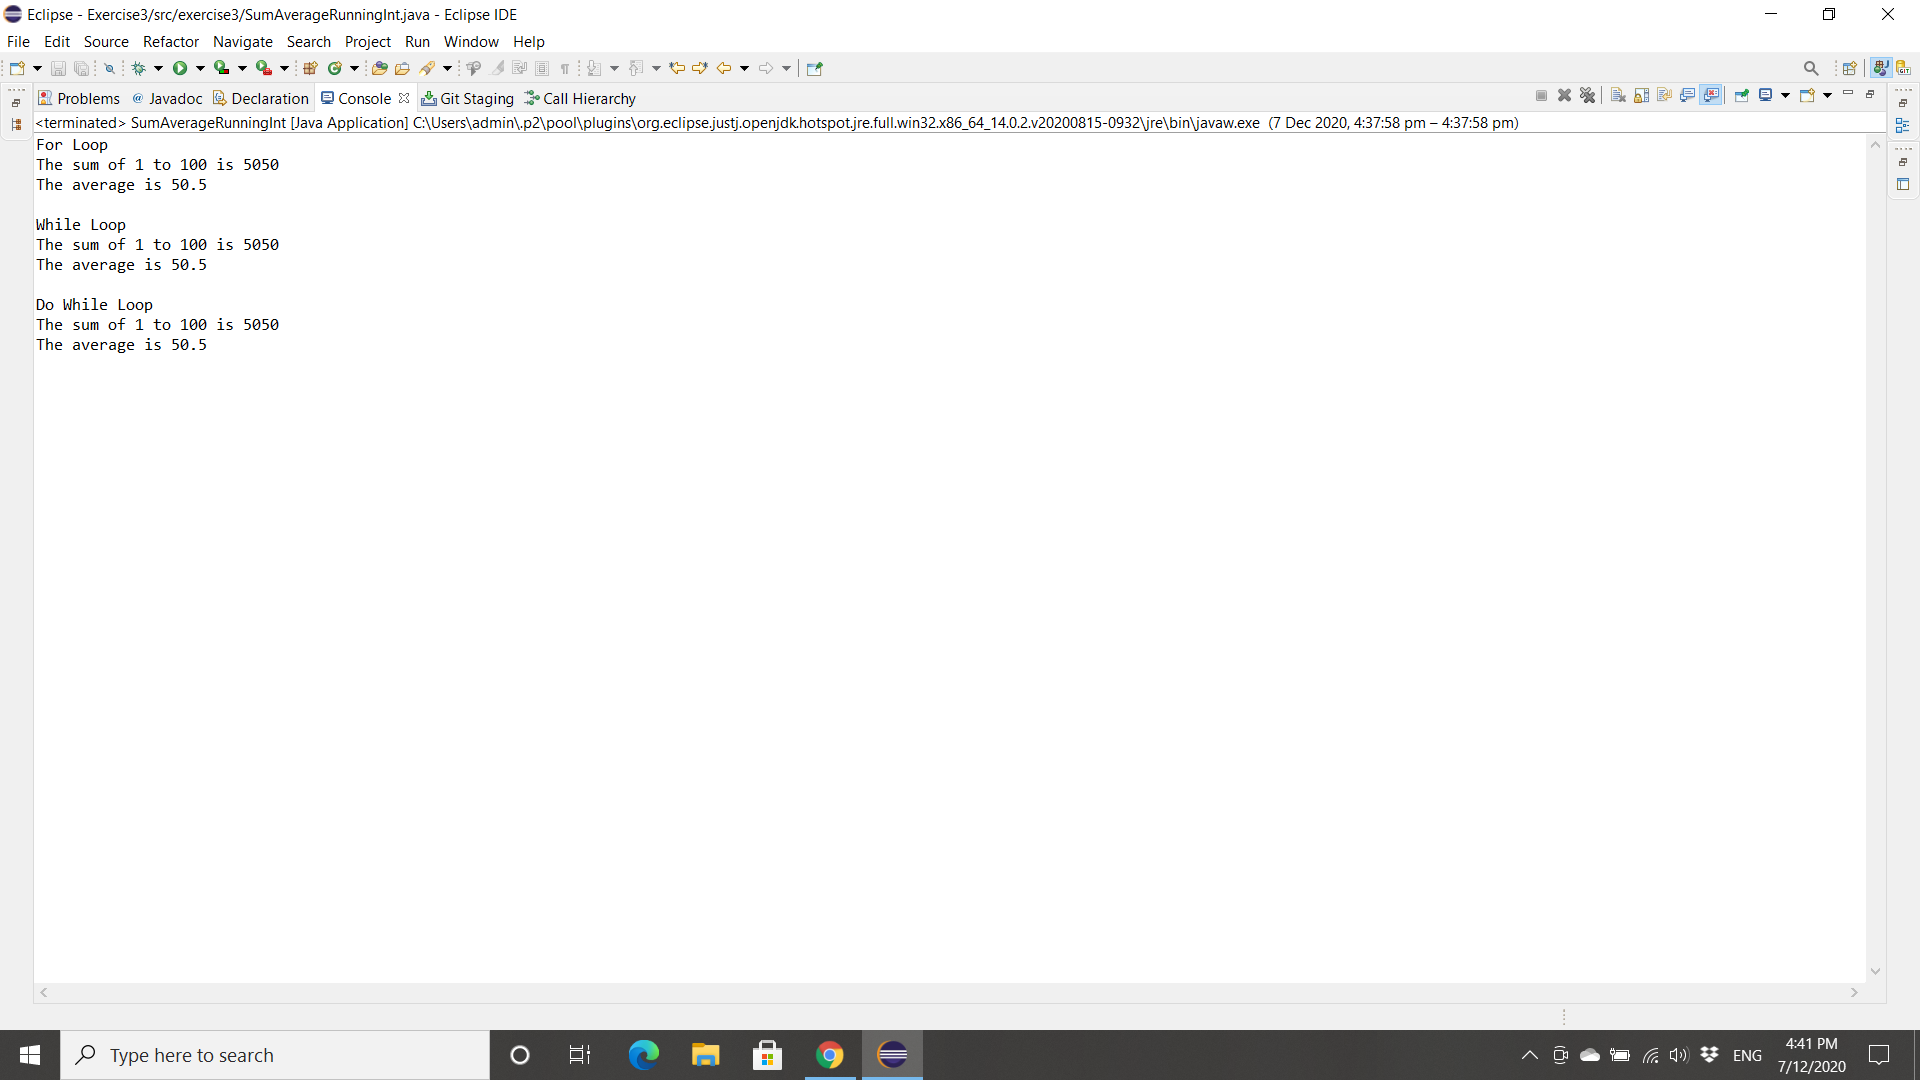 Eclipse - Exercise3/src/exercise3/SumAverageRunningInt.java - Eclipse IDE
File Edit Source Refactor Navigate Search Project Run Window Help
Problems @ Javadoc Declaration Console Git Staging Call Hierarchy
<terminated> SumAverageRunningInt [Java Application] C:\Users\admin\.p2\pool\plugins\org.eclipse.justj.openjdk.hotspot.jre.full.win32.x86_64_14.0.2.v20200815-0932\jre\bin\javaw.exe (7 Dec 2020, 4:37:58 pm – 4:37:58 pm)
For Loop
The sum of 1 to 100 is 5050
The average is 50.5
While Loop
The sum of 1 to 100 is 5050
The average is 50.5
Do While Loop
The sum of 1 to 100 is 5050
The average is 50.5
Type here to search
ENG
4:41 PM
7/12/2020